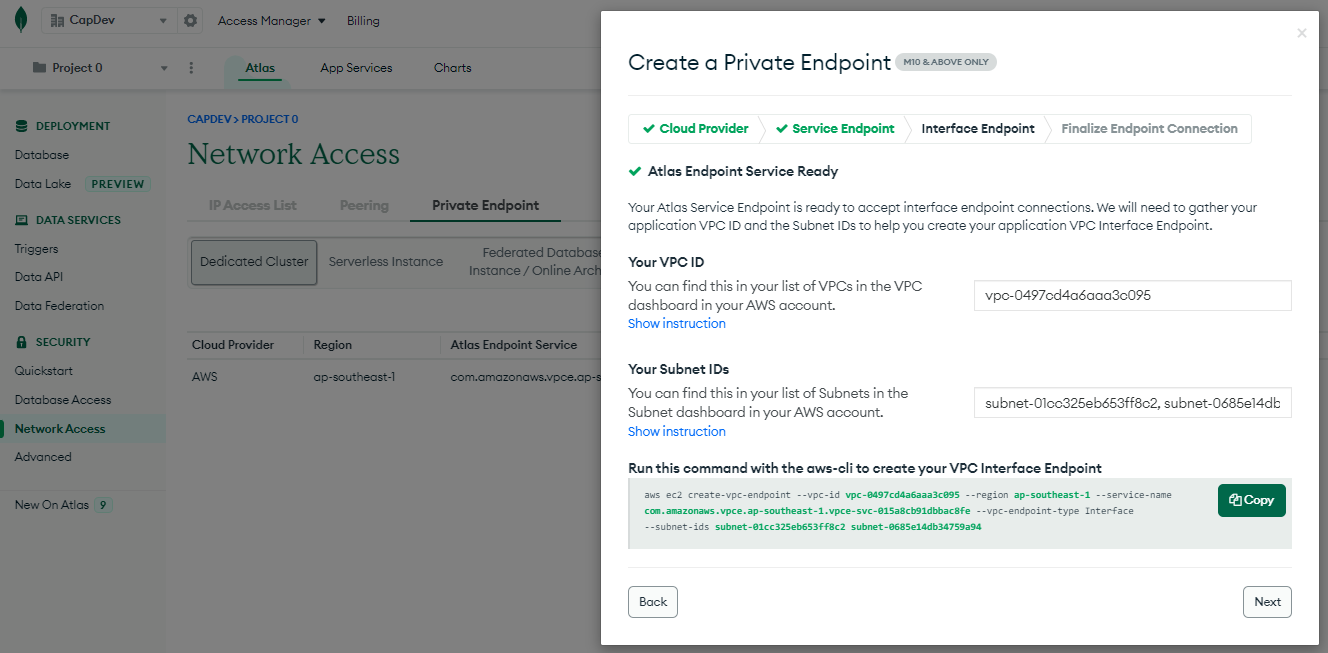 CapDev
Access Manager
Billing
Project 0
Atlas
App Services
Charts
DEPLOYMENT
Database
Data Lake PREVIEW
DATA SERVICES
Triggers
Data API
Data Federation
SECURITY
Quickstart
Database Access
Network Access
Advanced
New On Atlas 9
CAPDEV > PROJECT 0
Network Access
IP Access List
Peering
Private Endpoint
Dedicated Cluster
Serverless Instance
Federated Database
Instance / Online Arch
Cloud Provider Region Atlas Endpoint Service
AWS ap-southeast-1 com.amazonaws.vpce.ap-s
×
Create a Private Endpoint M10 & ABOVE ONLY
Cloud Provider
Service Endpoint
Interface Endpoint
Finalize Endpoint Connection
Atlas Endpoint Service Ready
Your Atlas Service Endpoint is ready to accept interface endpoint connections. We will need to gather your
application VPC ID and the Subnet IDs to help you create your application VPC Interface Endpoint.
Your VPC ID
You can find this in your list of VPCs in the VPC
dashboard in your AWS account.
Show instruction
vpc-0497cd4a6aaa3c095
Your Subnet IDs
You can find this in your list of Subnets in the
Subnet dashboard in your AWS account.
Show instruction
subnet-01cc325eb653ff8c2, subnet-0685e14db
Run this command with the aws-cli to create your VPC Interface Endpoint
aws ec2 create-vpc-endpoint --vpc-id vpc-0497cd4a6aaa3c095 --region ap-southeast-1 --service-name
com.amazonaws.vpce.ap-southeast-1.vpce-svc-015a8cb91dbbac8fe --vpc-endpoint-type Interface
--subnet-ids subnet-01cc325eb653ff8c2 subnet-0685e14db34759a94
Copy
Back
Next